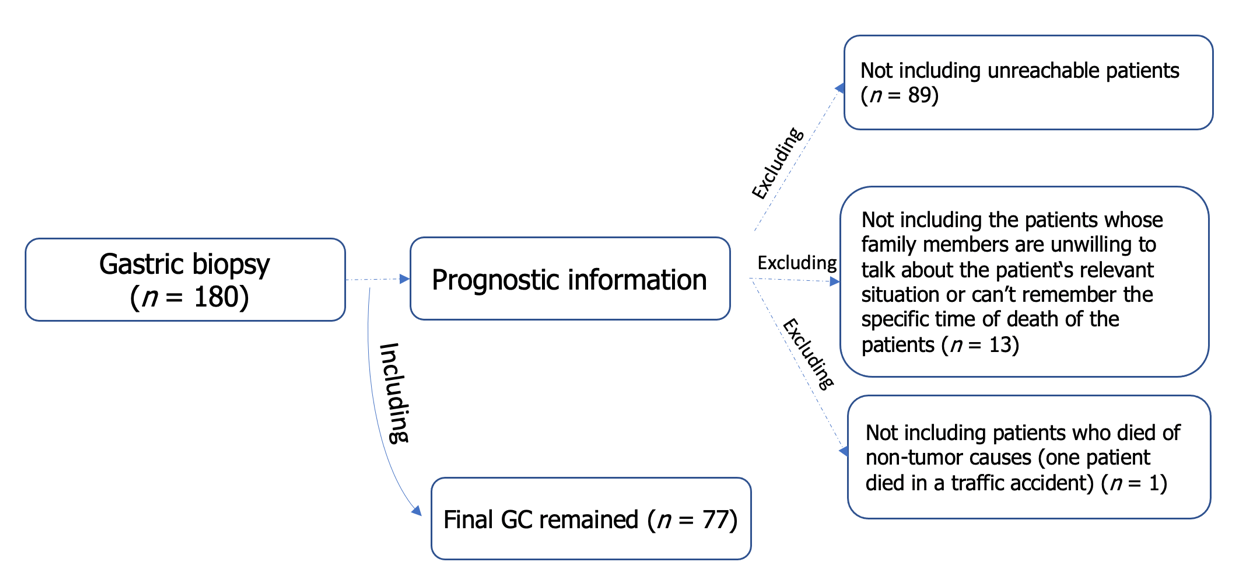 Gastric biopsy
(n = 180)
Including
Prognostic information
Final GC remained (n = 77)
Excluding
Not including unreachable patients
(n = 89)
Excluding
Not including the patients whose
family members are unwilling to
talk about the patient‘s relevant
situation or can’t remember the
specific time of death of the
patients (n = 13)
Excluding
Not including patients who died of
non-tumor causes (one patient
died in a traffic accident) (n = 1)